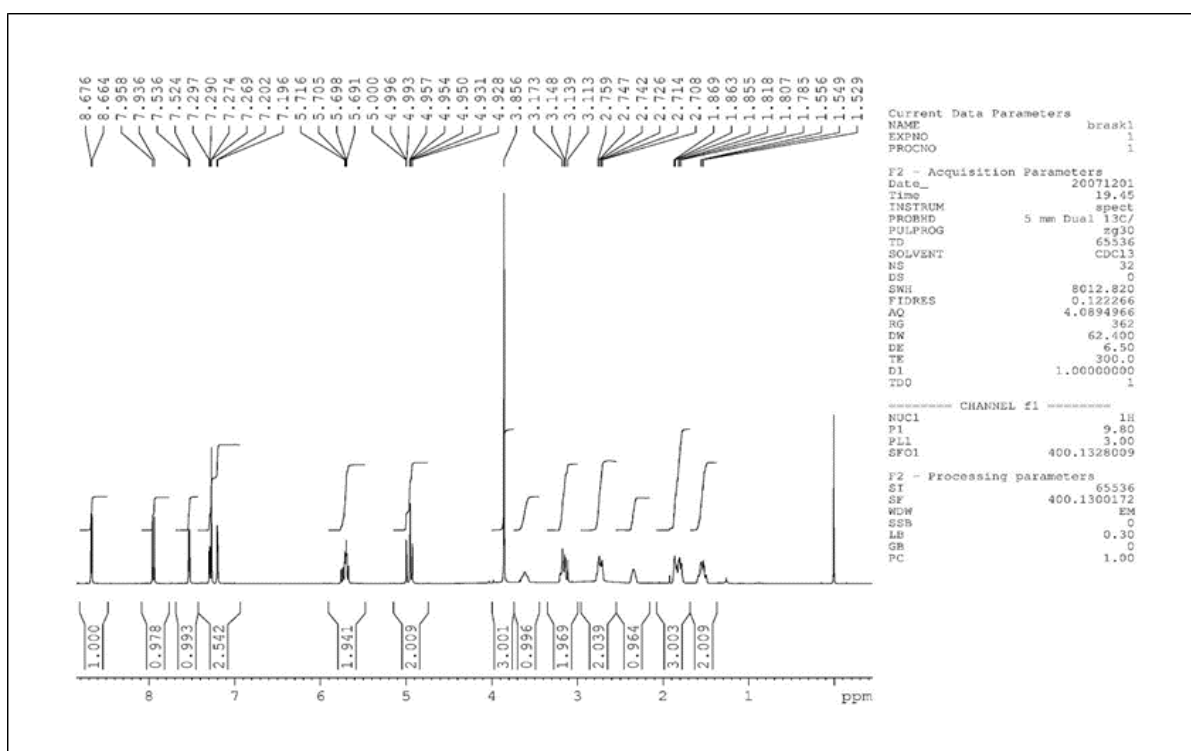 8.676
8.664
7.958
7.936
7.536
7.524
7.297
7.290
7.274
7.269
7.202
7.196
5.716
5.705
5.698
5.691
5.000
4.996
4.993
4.957
4.954
4.950
4.931
4.928
3.856
3.173
3.148
3.139
3.113
2.759
2.747
2.742
2.726
2.714
2.708
1.869
1.863
1.855
1.818
1.807
1.785
1.556
1.549
1.529
Current Data Parameters
NAME brask1
EXPNO 1
PROCNO 1
F2 - Acquisition Parameters
Date_ 20071201
Time 19.45
INSTRUM spect
PROBHD 5 mm Dual 13C/
PULPROG zg30
TD 65536
SOLVENT CDCl3
NS 32
DS 0
SWH 8012.820
FIDRES 0.122266
AQ 4.0894966
RG 362
DW 62.400
DE 6.50
TE 300.0
D1 1.00000000
TD0 1
======== CHANNEL f1 ========
NUC1 1H
P1 9.80
PL1 3.00
SFO1 400.1328009
F2 - Processing parameters
SI 65536
SF 400.1300172
WDW EM
SSB 0
LB 0.30
GB 0
PC 1.00
1.000
0.978
0.993
2.542
1.941
2.009
3.001
0.996
1.969
2.039
0.964
3.003
2.009
8 7 6 5 4 3 2 1 ppm